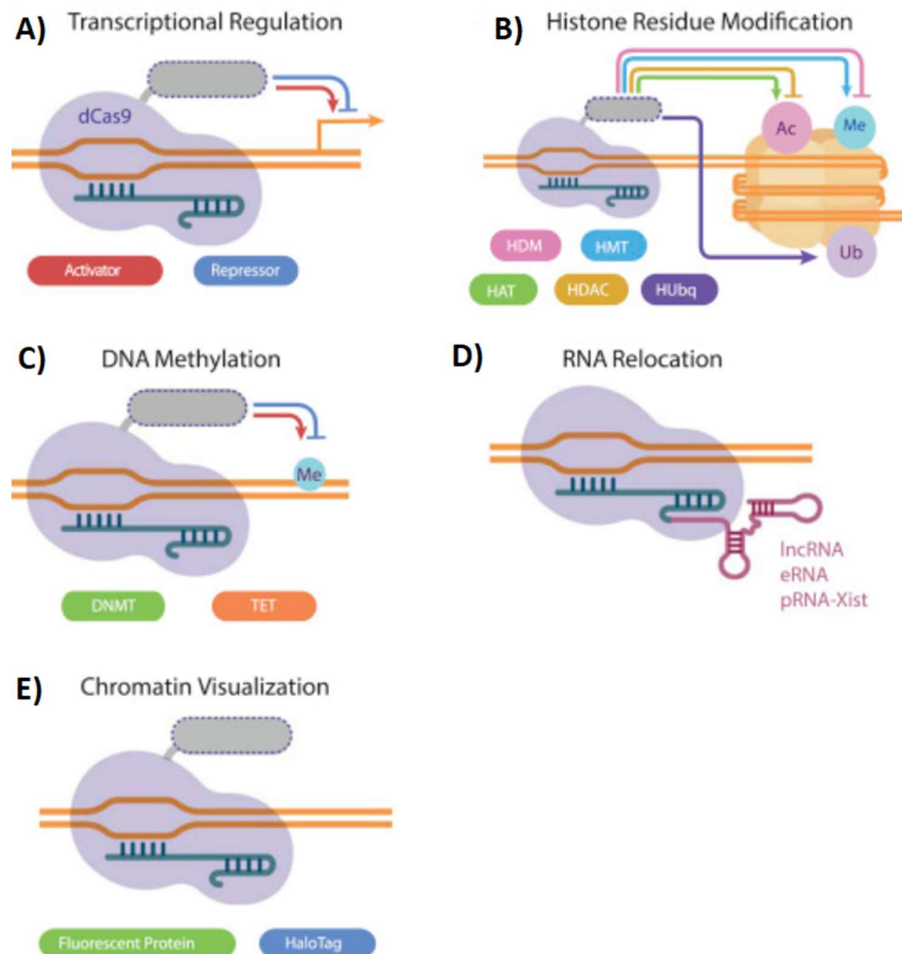 A) Transcriptional Regulation
dCas9
Activator Repressor
B) Histone Residue Modification
Ac Me
HDM HMT
HAT HDAC HUbq
Ub
C) DNA Methylation
Me
DNMT TET
D) RNA Relocation
lncRNA
eRNA
pRNA-Xist
E) Chromatin Visualization
Fluorescent Protein HaloTag